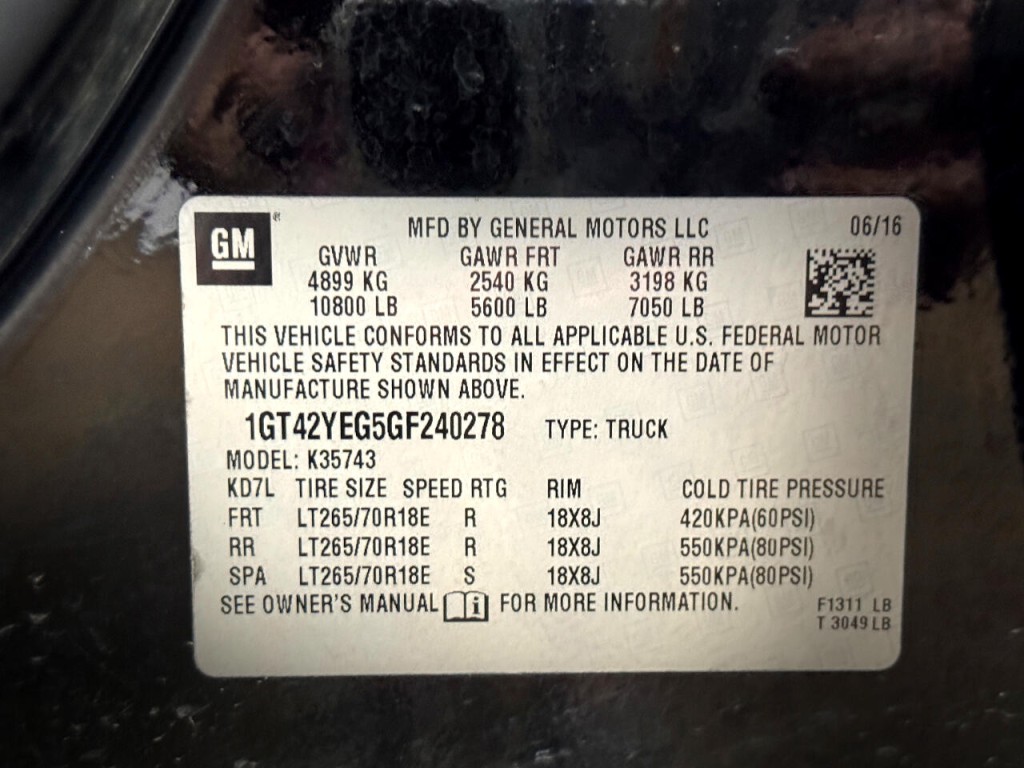 GM
MFD BY GENERAL MOTORS LLC 06/16
GVWR GAWR FRT GAWR RR
4899 KG 2540 KG 3198 KG
10800 LB 5600 LB 7050 LB
THIS VEHICLE CONFORMS TO ALL APPLICABLE U.S. FEDERAL MOTOR
VEHICLE SAFETY STANDARDS IN EFFECT ON THE DATE OF
MANUFACTURE SHOWN ABOVE.
1GT42YEG5GF240278 TYPE: TRUCK
MODEL: K35743
KD7L TIRE SIZE SPEED RTG RIM COLD TIRE PRESSURE
FRT LT265/70R18E R 18X8J 420KPA(60PSI)
RR LT265/70R18E R 18X8J 550KPA(80PSI)
SPA LT265/70R18E S 18X8J 550KPA(80PSI)
SEE OWNER'S MANUAL FOR MORE INFORMATION.
F1311 LB
T 3049 LB